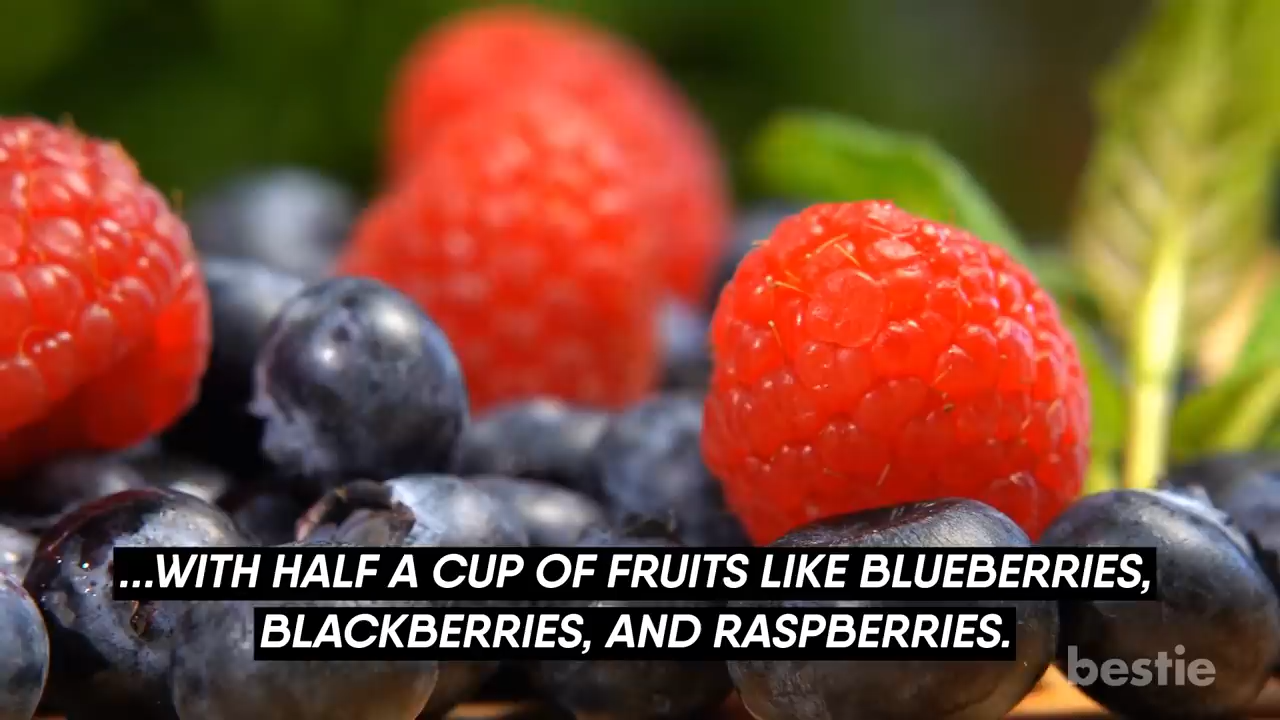 ...WITH HALF A CUP OF FRUITS LIKE BLUEBERRIES,
BLACKBERRIES, AND RASPBERRIES.
bestie